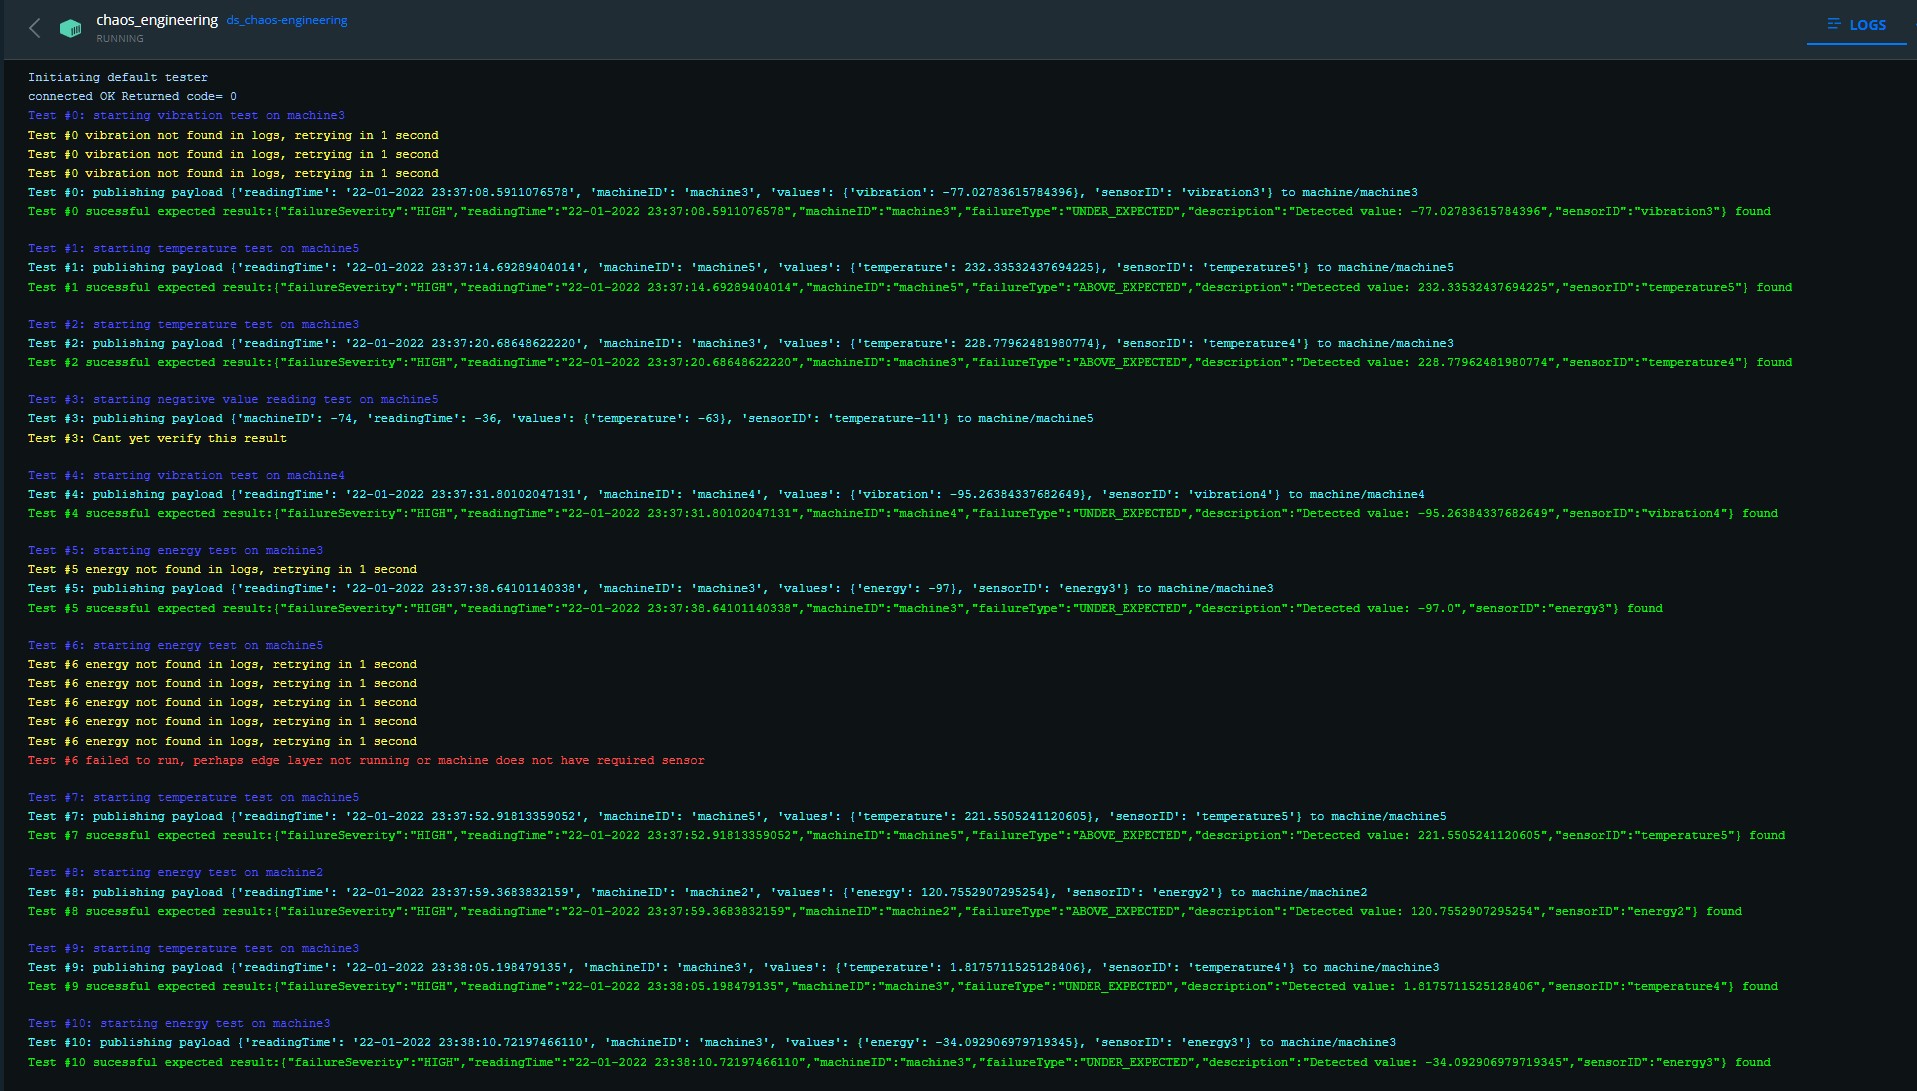 chaos_engineering ds_chaos-engineering
RUNNING
LOGS
Initiating default tester
connected OK Returned code= 0
Test #0: starting vibration test on machine3
Test #0 vibration not found in logs, retrying in 1 second
Test #0 vibration not found in logs, retrying in 1 second
Test #0 vibration not found in logs, retrying in 1 second
Test #0: publishing payload {'readingTime': '22-01-2022 23:37:08.5911076578', 'machineID': 'machine3', 'values': {'vibration': -77.02783615784396}, 'sensorID': 'vibration3'} to machine/machine3
Test #0 sucessful expected result:{"failureSeverity":"HIGH","readingTime":"22-01-2022 23:37:08.5911076578","machineID":"machine3","failureType":"UNDER_EXPECTED","description":"Detected value: -77.02783615784396","sensorID":"vibration3"} found
Test #1: starting temperature test on machine5
Test #1: publishing payload {'readingTime': '22-01-2022 23:37:14.69289404014', 'machineID': 'machine5', 'values': {'temperature': 232.33532437694225}, 'sensorID': 'temperature5'} to machine/machine5
Test #1 sucessful expected result:{"failureSeverity":"HIGH","readingTime":"22-01-2022 23:37:14.69289404014","machineID":"machine5","failureType":"ABOVE_EXPECTED","description":"Detected value: 232.33532437694225","sensorID":"temperature5"} found
Test #2: starting temperature test on machine3
Test #2: publishing payload {'readingTime': '22-01-2022 23:37:20.68648622220', 'machineID': 'machine3', 'values': {'temperature': 228.77962481980774}, 'sensorID': 'temperature4'} to machine/machine3
Test #2 sucessful expected result:{"failureSeverity":"HIGH","readingTime":"22-01-2022 23:37:20.68648622220","machineID":"machine3","failureType":"ABOVE_EXPECTED","description":"Detected value: 228.77962481980774","sensorID":"temperature4"} found
Test #3: starting negative value reading test on machine5
Test #3: publishing payload {'machineID': -74, 'readingTime': -36, 'values': {'temperature': -63}, 'sensorID': 'temperature-11'} to machine/machine5
Test #3: Cant yet verify this result
Test #4: starting vibration test on machine4
Test #4: publishing payload {'readingTime': '22-01-2022 23:37:31.80102047131', 'machineID': 'machine4', 'values': {'vibration': -95.26384337682649}, 'sensorID': 'vibration4'} to machine/machine4
Test #4 sucessful expected result:{"failureSeverity":"HIGH","readingTime":"22-01-2022 23:37:31.80102047131","machineID":"machine4","failureType":"UNDER_EXPECTED","description":"Detected value: -95.26384337682649","sensorID":"vibration4"} found
Test #5: starting energy test on machine3
Test #5 energy not found in logs, retrying in 1 second
Test #5: publishing payload {'readingTime': '22-01-2022 23:37:38.64101140338', 'machineID': 'machine3', 'values': {'energy': -97}, 'sensorID': 'energy3'} to machine/machine3
Test #5 sucessful expected result:{"failureSeverity":"HIGH","readingTime":"22-01-2022 23:37:38.64101140338","machineID":"machine3","failureType":"UNDER_EXPECTED","description":"Detected value: -97.0","sensorID":"energy3"} found
Test #6: starting energy test on machine5
Test #6 energy not found in logs, retrying in 1 second
Test #6 energy not found in logs, retrying in 1 second
Test #6 energy not found in logs, retrying in 1 second
Test #6 energy not found in logs, retrying in 1 second
Test #6 energy not found in logs, retrying in 1 second
Test #6 failed to run, perhaps edge layer not running or machine does not have required sensor
Test #7: starting temperature test on machine5
Test #7: publishing payload {'readingTime': '22-01-2022 23:37:52.91813359052', 'machineID': 'machine5', 'values': {'temperature': 221.5505241120605}, 'sensorID': 'temperature5'} to machine/machine5
Test #7 sucessful expected result:{"failureSeverity":"HIGH","readingTime":"22-01-2022 23:37:52.91813359052","machineID":"machine5","failureType":"ABOVE_EXPECTED","description":"Detected value: 221.5505241120605","sensorID":"temperature5"} found
Test #8: starting energy test on machine2
Test #8: publishing payload {'readingTime': '22-01-2022 23:37:59.3683832159', 'machineID': 'machine2', 'values': {'energy': 120.7552907295254}, 'sensorID': 'energy2'} to machine/machine2
Test #8 sucessful expected result:{"failureSeverity":"HIGH","readingTime":"22-01-2022 23:37:59.3683832159","machineID":"machine2","failureType":"ABOVE_EXPECTED","description":"Detected value: 120.7552907295254","sensorID":"energy2"} found
Test #9: starting temperature test on machine3
Test #9: publishing payload {'readingTime': '22-01-2022 23:38:05.198479135', 'machineID': 'machine3', 'values': {'temperature': 1.8175711525128406}, 'sensorID': 'temperature4'} to machine/machine3
Test #9 sucessful expected result:{"failureSeverity":"HIGH","readingTime":"22-01-2022 23:38:05.198479135","machineID":"machine3","failureType":"UNDER_EXPECTED","description":"Detected value: 1.8175711525128406","sensorID":"temperature4"} found
Test #10: starting energy test on machine3
Test #10: publishing payload {'readingTime': '22-01-2022 23:38:10.72197466110', 'machineID': 'machine3', 'values': {'energy': -34.092906979719345}, 'sensorID': 'energy3'} to machine/machine3
Test #10 sucessful expected result:{"failureSeverity":"HIGH","readingTime":"22-01-2022 23:38:10.72197466110","machineID":"machine3","failureType":"UNDER_EXPECTED","description":"Detected value: -34.092906979719345","sensorID":"energy3"} found